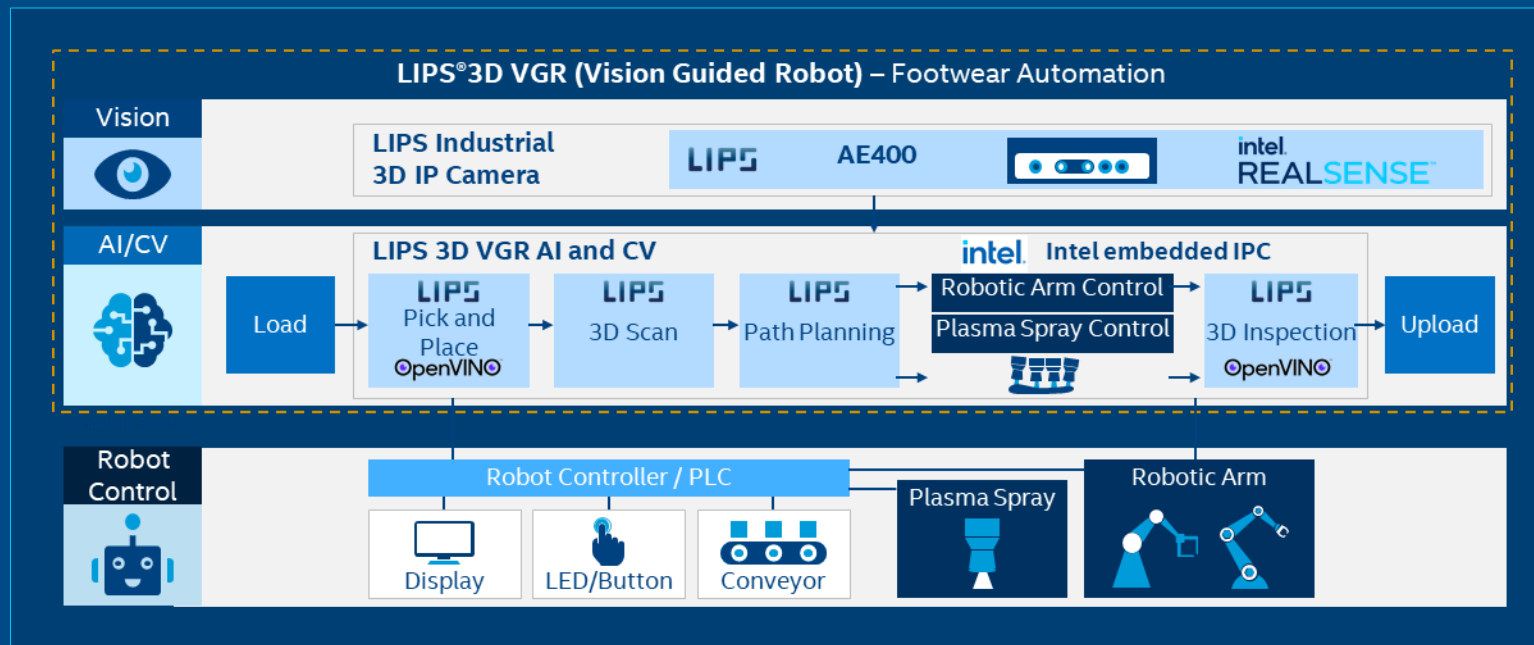 LIPS®3D VGR (Vision Guided Robot) – Footwear Automation
Vision
LIPS Industrial
3D IP Camera
LIPS
AE400
intel.
REALSENSE™
AI/CV
LIPS 3D VGR AI and CV
intel.
Intel embedded IPC
Load
LIPS
Pick and
Place
OpenVINO
LIPS
3D Scan
LIPS
Path Planning
Robotic Arm Control
Plasma Spray Control
LIPS
3D Inspection
OpenVINO
Upload
Robot
Control
Robot Controller / PLC
Display
LED/Button
Conveyor
Plasma Spray
Robotic Arm